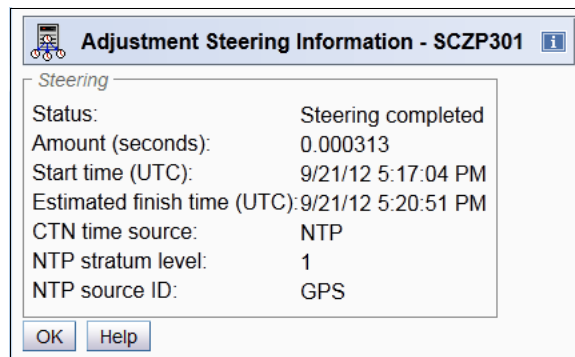 Adjustment Steering Information - SCZP301 i
Steering
Status: Steering completed
Amount (seconds): 0.000313
Start time (UTC): 9/21/12 5:17:04 PM
Estimated finish time (UTC): 9/21/12 5:20:51 PM
CTN time source: NTP
NTP stratum level: 1
NTP source ID: GPS
OK Help